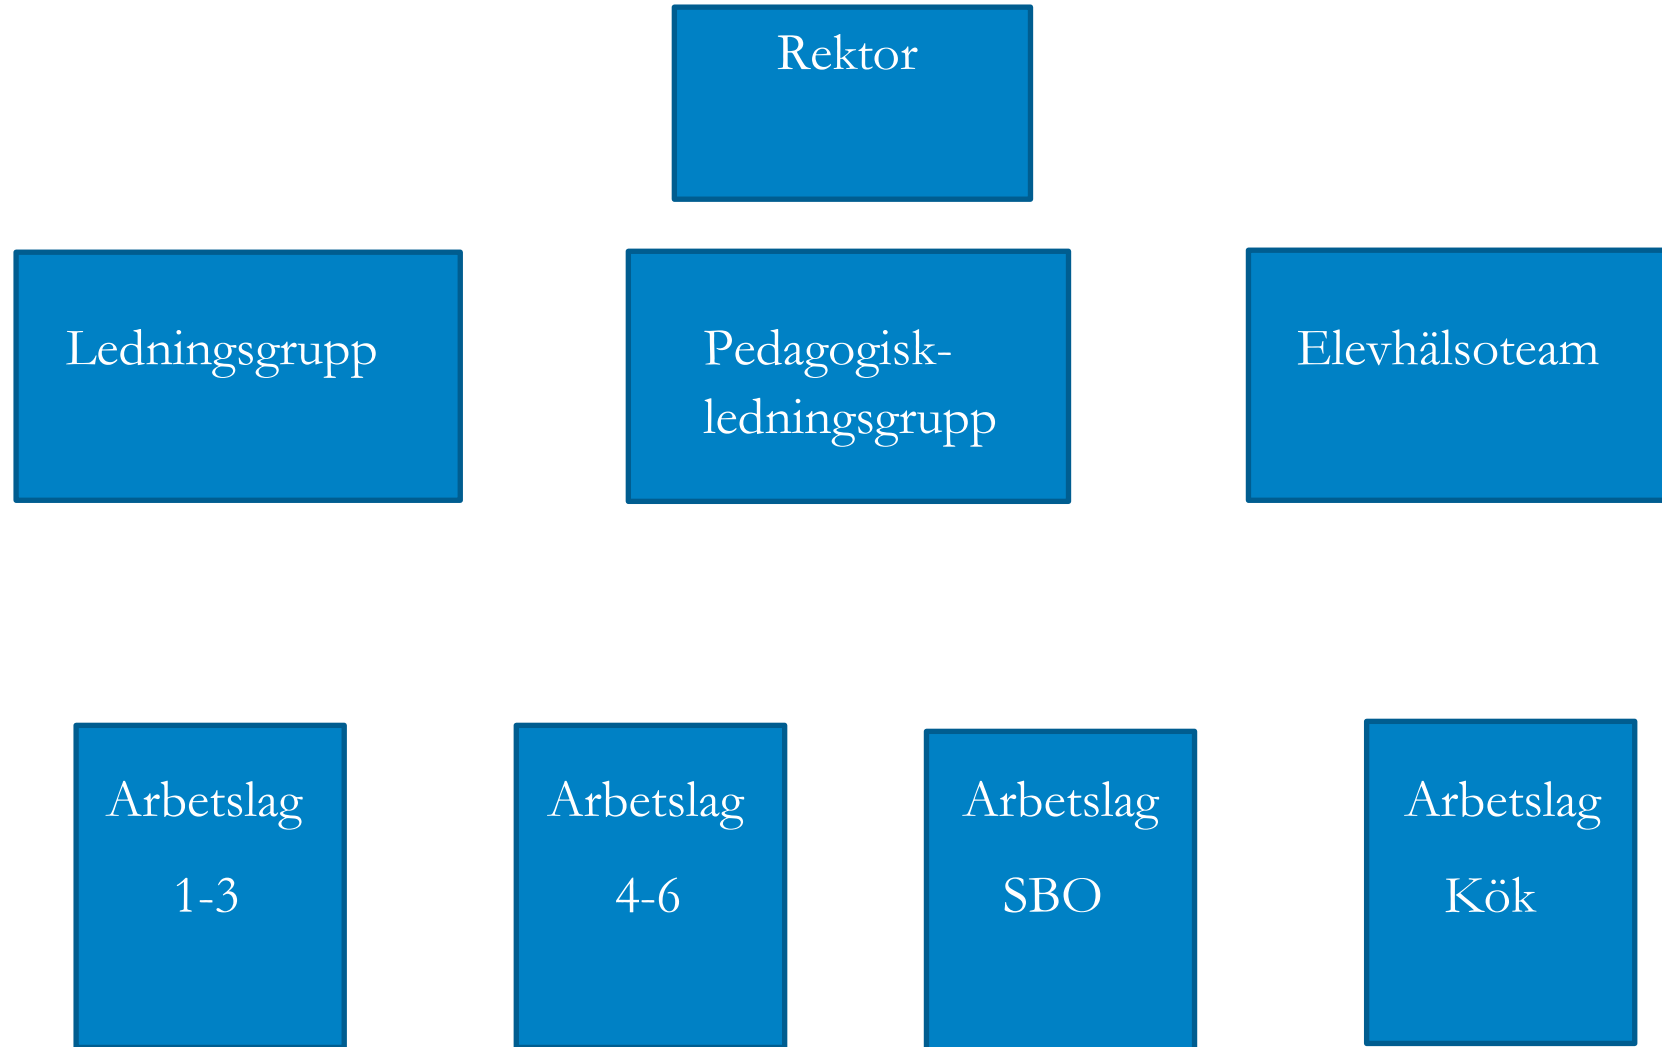 Rektor
Ledningsgrupp
Pedagogisk-
ledningsgrupp
Elevhälsoteam
Arbetslag
1-3
Arbetslag
4-6
Arbetslag
SBO
Arbetslag
Kök